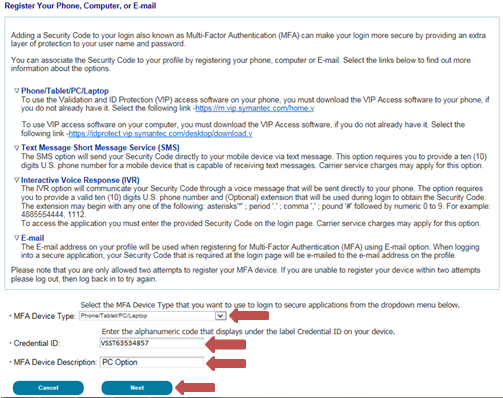 Register Your Phone, Computer, or E-mail
Adding a Security Code to your login also known as Multi-Factor Authentication (MFA) can make your login more secure by providing an extra
layer of protection to your user name and password.
You can associate the Security Code to your profile by registering your phone, computer or E-mail. Select the links below to find out more
information about the options.
▽ Phone/Tablet/PC/Laptop
To use the Validation and ID Protection (VIP) access software on your phone, you must download the VIP Access software to your phone, if
you do not already have it. Select the following link -https://m.vip.symantec.com/home.v
To use VIP access software on your computer, you must download the VIP Access software, if you do not already have it. Select the
following link -https://idprotect.vip.symantec.com/desktop/download.v
▽ Text Message Short Message Service (SMS)
The SMS option will send your Security Code directly to your mobile device via text message. This option requires you to provide a ten (10)
digits U.S. phone number for a mobile device that is capable of receiving text messages. Carrier service charges may apply for this option.
▽ Interactive Voice Response (IVR)
The IVR option will communicate your Security Code through a voice message that will be sent directly to your phone. The option requires
you to provide a valid ten (10) digits U.S. phone number and (Optional) extension that will be used during login to obtain the Security Code.
The extension may begin with any one of the following: asterisks'*' ; period '.' ; comma ',' ; pound '#' followed by numeric 0 to 9. For example:
4885554444, 1112.
To access the application you must enter the provided Security Code on the login page. Carrier service charges may apply for this option.
▽ E-mail
The E-mail address on your profile will be used when registering for Multi-Factor Authentication (MFA) using E-mail option. When logging
into a secure application, your Security Code that is required at the login page will be e-mailed to the e-mail address on the profile.
Please note that you are only allowed two attempts to register your MFA device. If you are unable to register your device within two attempts
please log out, then log back in to try again.
Select the MFA Device Type that you want to use to login to secure applications from the dropdown menu below.
* MFA Device Type: Phone/Tablet/PC/Laptop
Enter the alphanumeric code that displays under the label Credential ID on your device.
* Credential ID: VSST63534857
* MFA Device Description: PC Option
Cancel Next